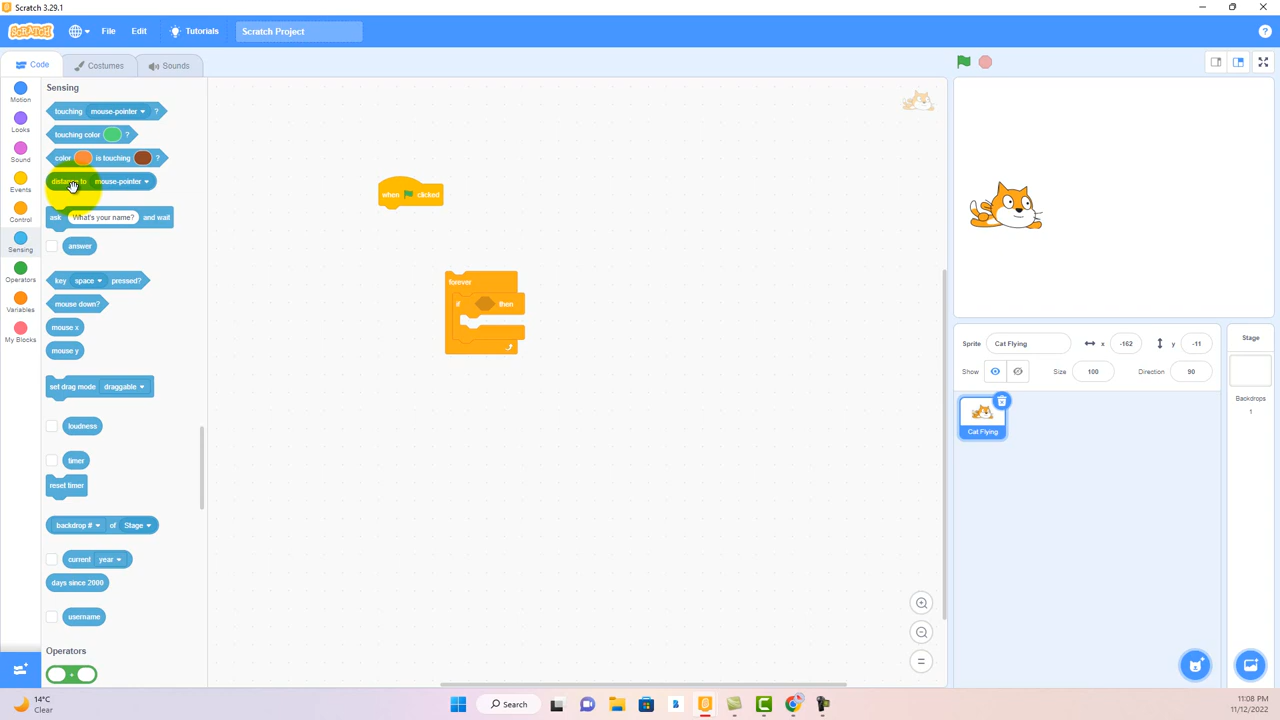 Scratch 3.29.1
SCRATCH File Edit Tutorials Scratch Project ?
Code Costumes Sounds
Motion
Looks
Sound
Events
Control
Sensing
Operators
Variables
My Blocks
Sensing
touching mouse-pointer ?
touching color ?
color is touching ?
distance to mouse-pointer
ask What's your name? and wait
answer
key space pressed?
mouse down?
mouse x
mouse y
set drag mode draggable
loudness
timer
reset timer
backdrop # of Stage
current year
days since 2000
username
Operators
+
when clicked
forever
if then
Sprite Cat Flying x -162 y -11
Show Size 100 Direction 90
Cat Flying
Stage
Backdrops
1
14°C
Clear
Search
11:08 PM
11/12/2022